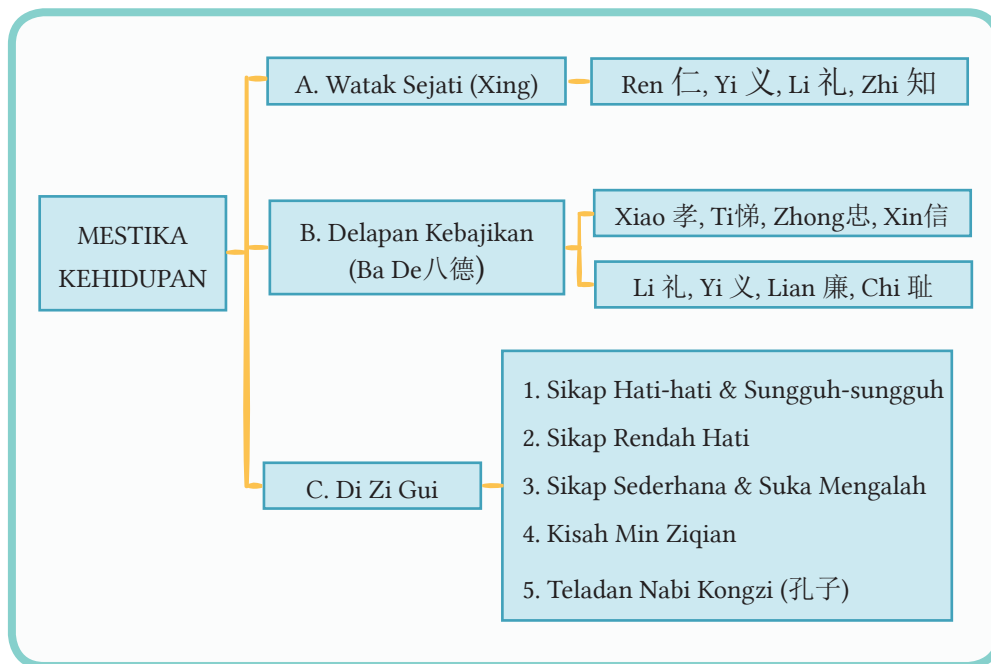 MESTIKA
KEHIDUPAN
A. Watak Sejati (Xing)
Ren 仁, Yi 义, Li 礼, Zhi 知
B. Delapan Kebajikan
(Ba De八德)
Xiao 孝, Ti悌, Zhong忠, Xin信
Li 礼, Yi 义, Lian 廉, Chi 耻
C. Di Zi Gui
1. Sikap Hati-hati & Sungguh-sungguh
2. Sikap Rendah Hati
3. Sikap Sederhana & Suka Mengalah
4. Kisah Min Ziqian
5. Teladan Nabi Kongzi (孔子)